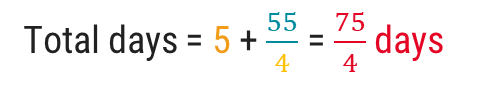 Total days = 5 + 55/4 = 75/4 days